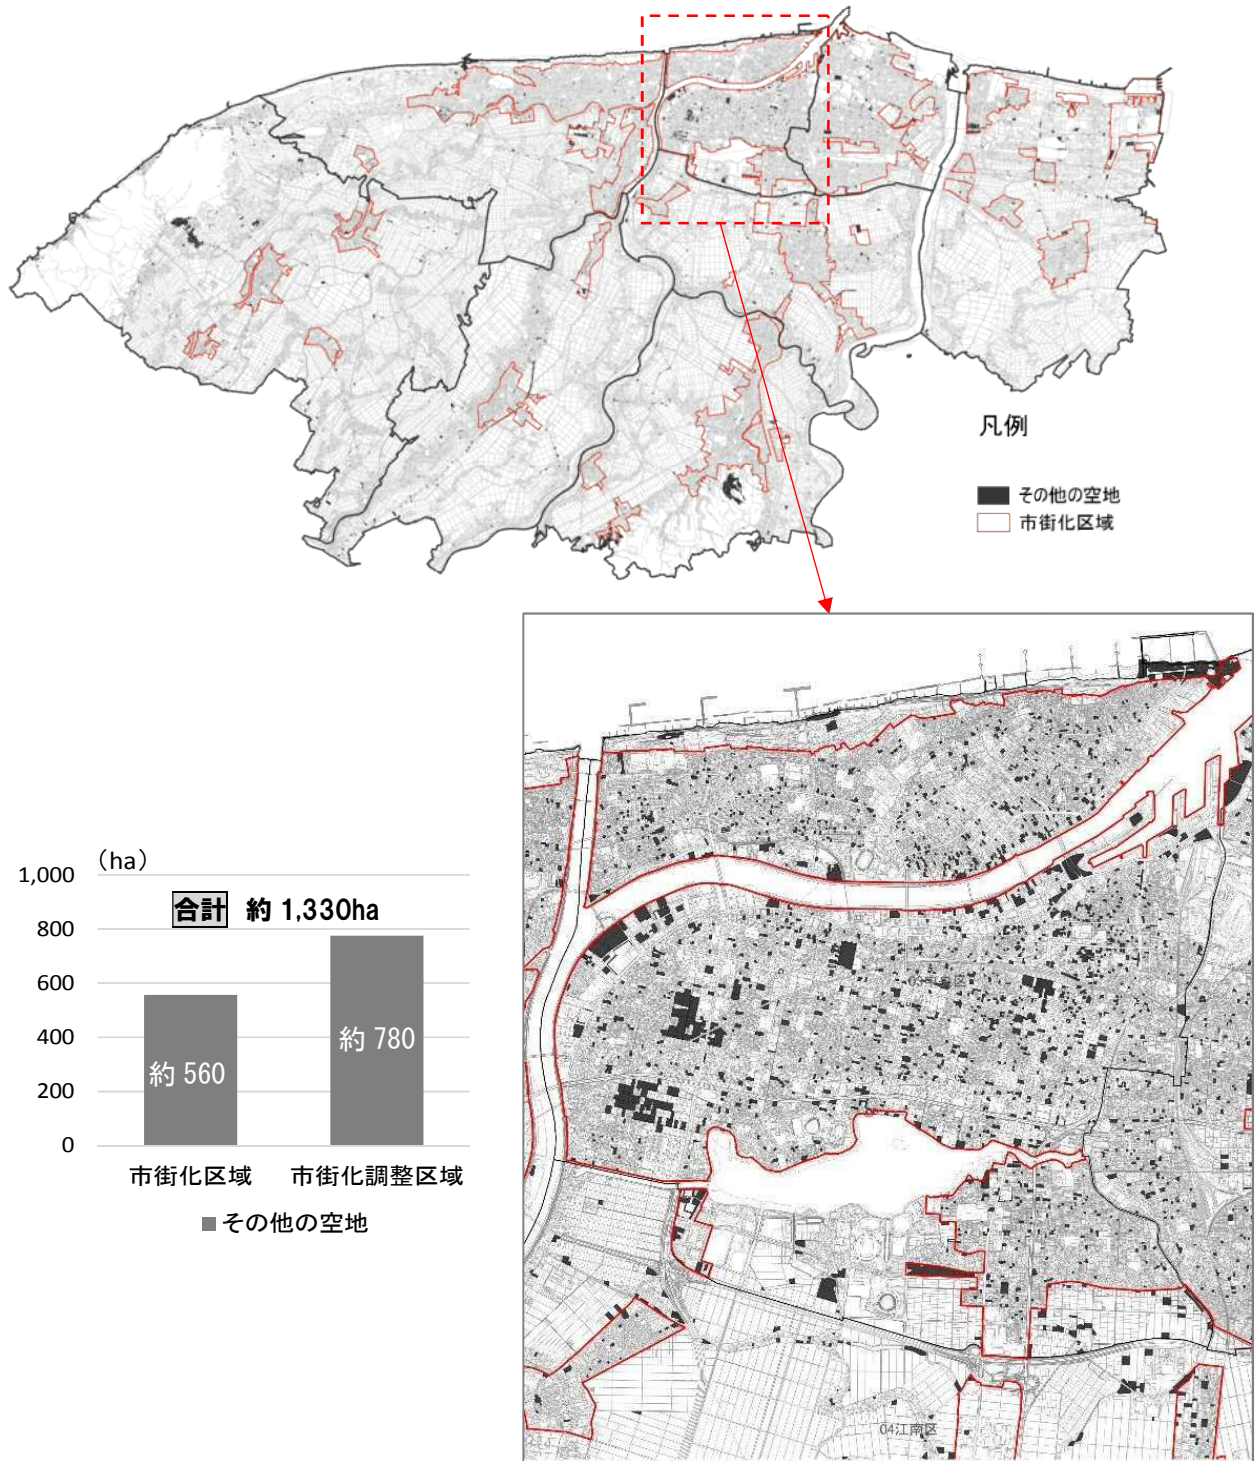 凡例
その他の空地
市街化区域
（ha）
合計 約 1,330ha
1,000
800
600
400
200
0
約 560
約 780
市街化区域
市街化調整区域
その他の空地
04江南区